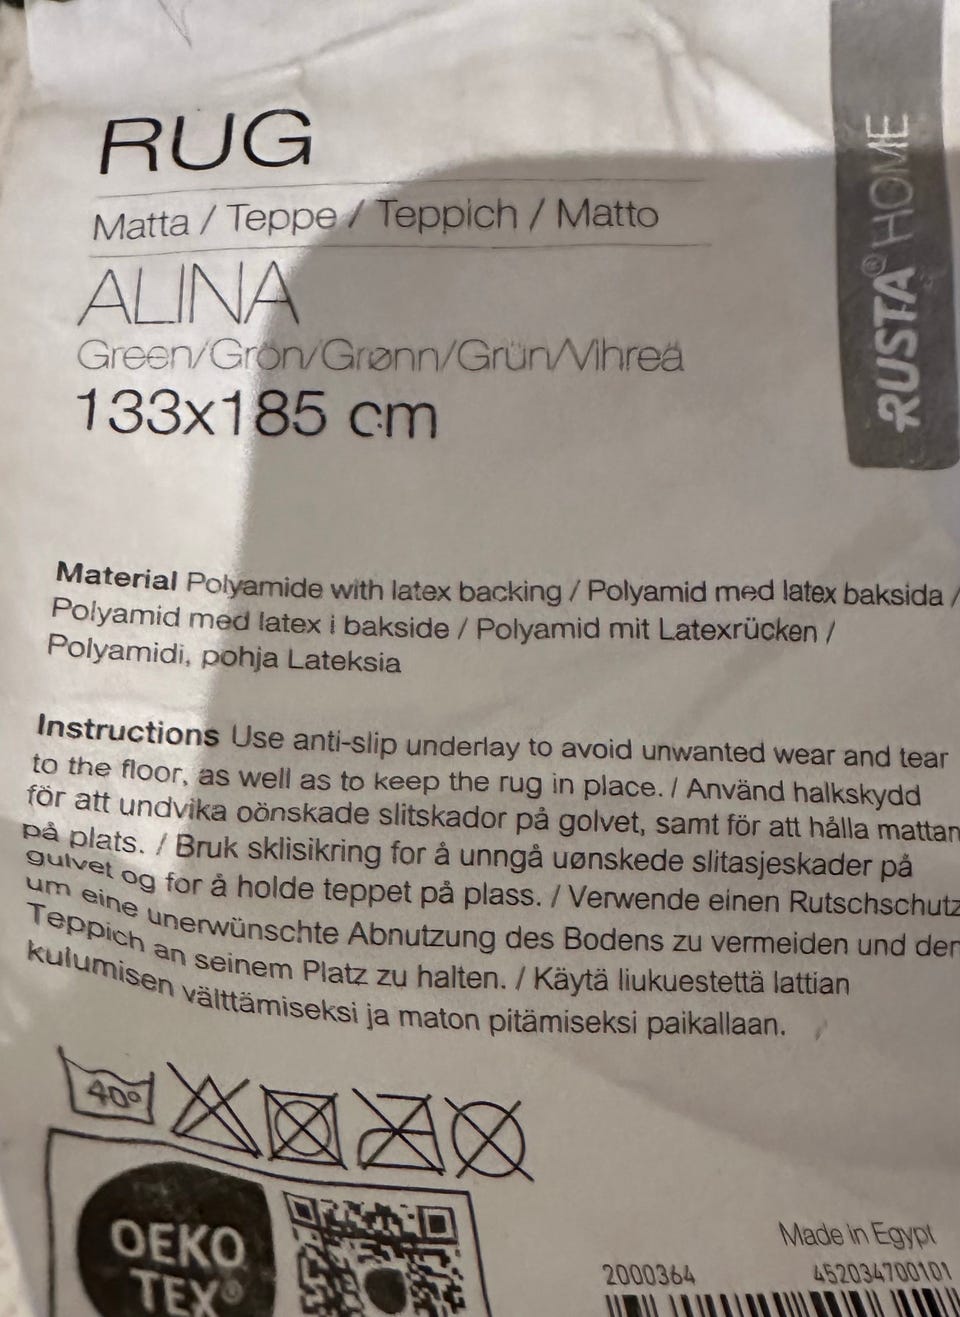 RUG
Matta / Teppe / Teppich / Matto
ALINA
Green/Grön/Grønn/Grün/Vihreä
133x185 cm
RUSTA® HOME
Material Polyamide with latex backing / Polyamid med latex baksida /
Polyamid med latex i bakside / Polyamid mit Latexrücken /
Polyamidi, pohja Lateksia
Instructions Use anti-slip underlay to avoid unwanted wear and tear
to the floor, as well as to keep the rug in place. / Använd halkskydd
för att undvika oönskade slitskador på golvet, samt för att hålla mattan
på plats. / Bruk sklisikring for å unngå uønskede slitasjeskader på
gulvet og for å holde teppet på plass. / Verwende einen Rutschschutz
um eine unerwünschte Abnutzung des Bodens zu vermeiden und den
Teppich an seinem Platz zu halten. / Käytä liukuestettä lattian
kulumisen välttämiseksi ja maton pitämiseksi paikallaan.
40°
OEKO
TEX®
Made in Egypt
2000364 452034700101